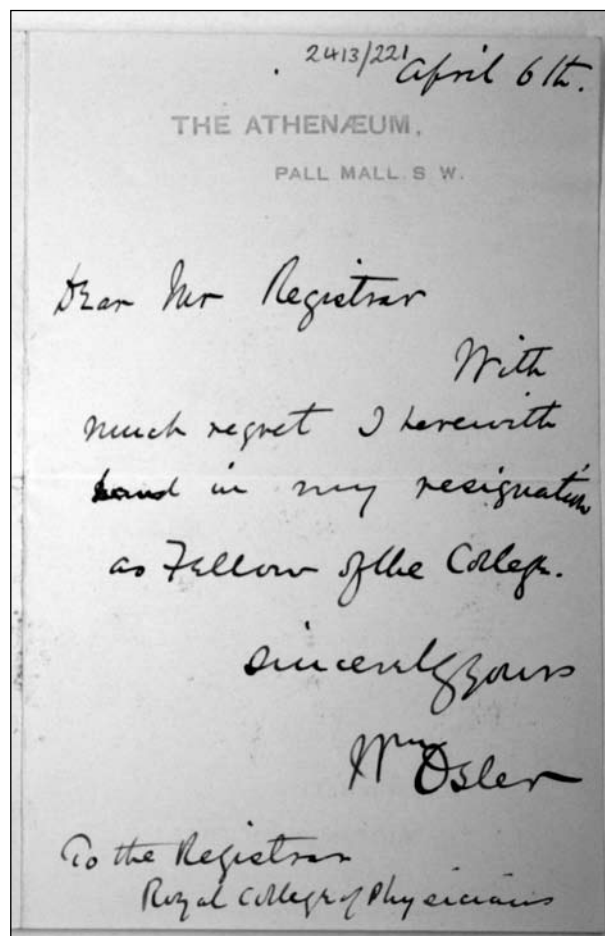 2413/221
April 6th.
THE ATHENÆUM,
PALL MALL. S W.
Dear Mr Registrar
With
much regret I herewith
hand in my resignation
as Fellow of the College.
Sincerely yours
Wm Osler
To the Registrar
Royal College of Physicians